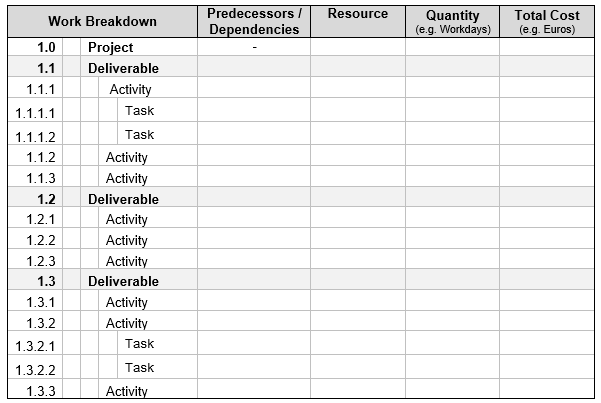 Work Breakdown Predecessors / Dependencies Resource Quantity (e.g. Workdays) Total Cost (e.g. Euros)
1.0 Project -
1.1 Deliverable
1.1.1 Activity
1.1.1.1 Task
1.1.1.2 Task
1.1.2 Activity
1.1.3 Activity
1.2 Deliverable
1.2.1 Activity
1.2.2 Activity
1.2.3 Activity
1.3 Deliverable
1.3.1 Activity
1.3.2 Activity
1.3.2.1 Task
1.3.2.2 Task
1.3.3 Activity